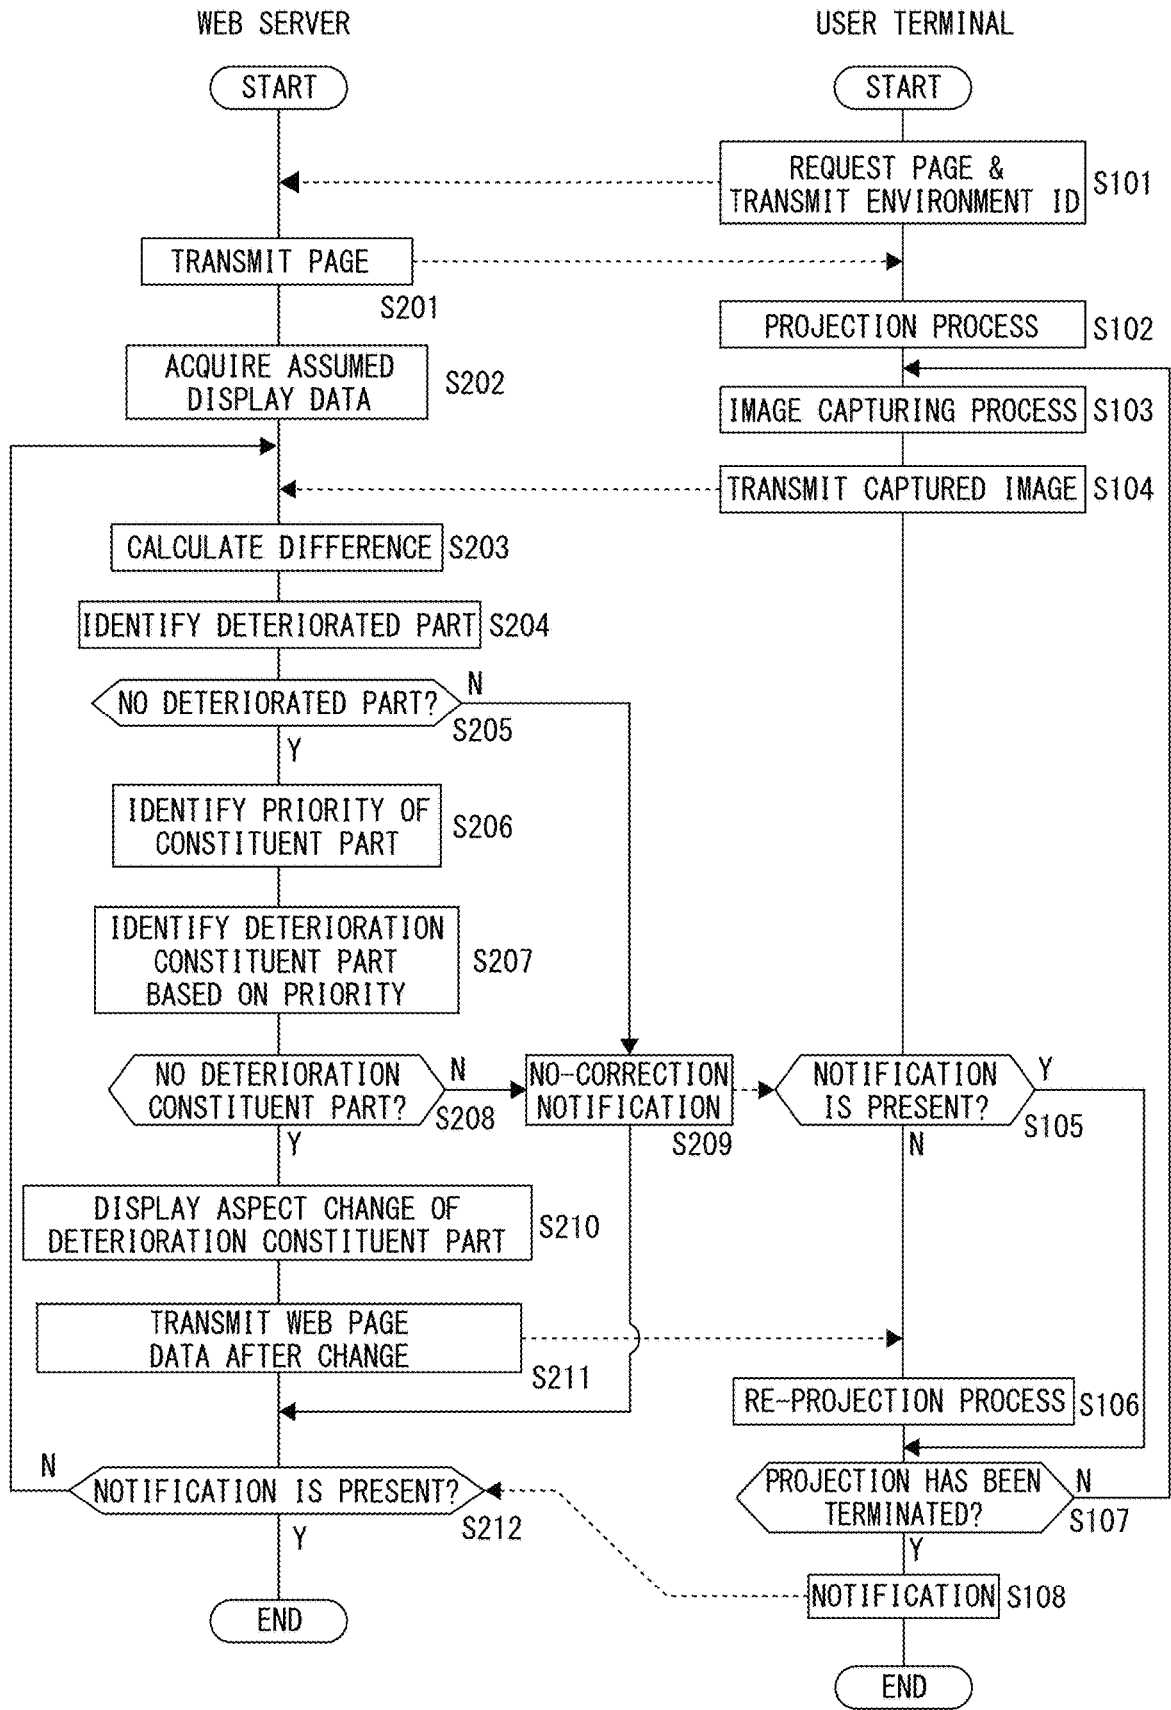 WEB SERVER
START
TRANSMIT PAGE
S201
ACQUIRE ASSUMED
DISPLAY DATA
S202
CALCULATE DIFFERENCE
S203
IDENTIFY DETERIORATED PART
S204
NO DETERIORATED PART?
N
S205
Y
IDENTIFY PRIORITY OF
CONSTITUENT PART
S206
IDENTIFY DETERIORATION
CONSTITUENT PART
BASED ON PRIORITY
S207
NO DETERIORATION
CONSTITUENT PART?
N
S208
Y
NO-CORRECTION
NOTIFICATION
S209
DISPLAY ASPECT CHANGE OF
DETERIORATION CONSTITUENT PART
S210
TRANSMIT WEB PAGE
DATA AFTER CHANGE
S211
N
NOTIFICATION IS PRESENT?
S212
Y
END
USER TERMINAL
START
REQUEST PAGE &
TRANSMIT ENVIRONMENT ID
S101
PROJECTION PROCESS
S102
IMAGE CAPTURING PROCESS
S103
TRANSMIT CAPTURED IMAGE
S104
NOTIFICATION
IS PRESENT?
Y
S105
N
RE-PROJECTION PROCESS
S106
PROJECTION HAS BEEN
TERMINATED?
N
S107
Y
NOTIFICATION
S108
END